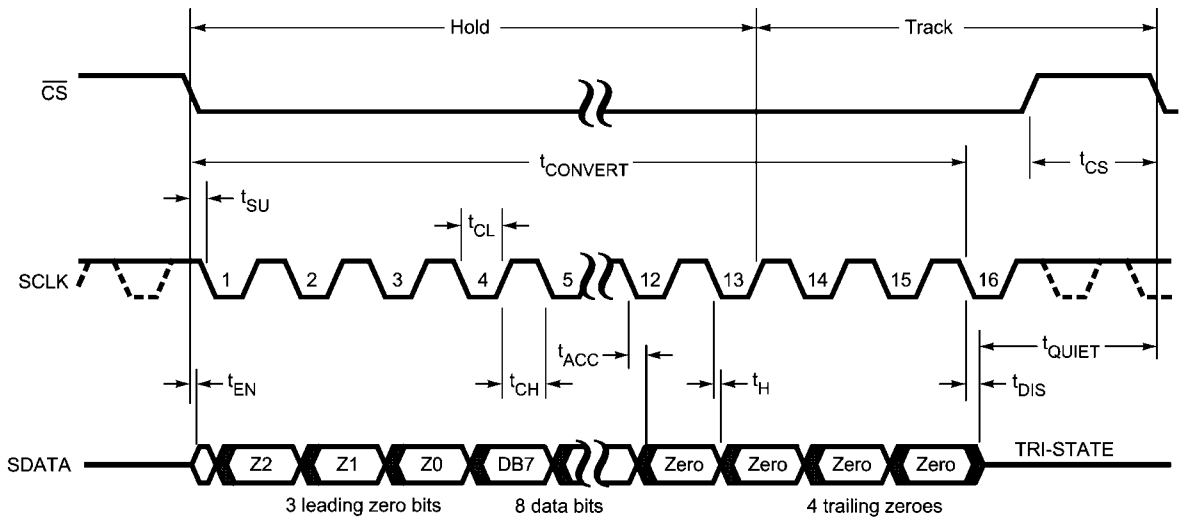 Hold Track
CS
tCONVERT tCS
tSU tCL
SCLK 1 2 3 4 5 12 13 14 15 16
tACC tQUIET
tEN tCH tH tDIS
SDATA Z2 Z1 Z0 DB7 Zero Zero Zero Zero TRI-STATE
3 leading zero bits 8 data bits 4 trailing zeroes